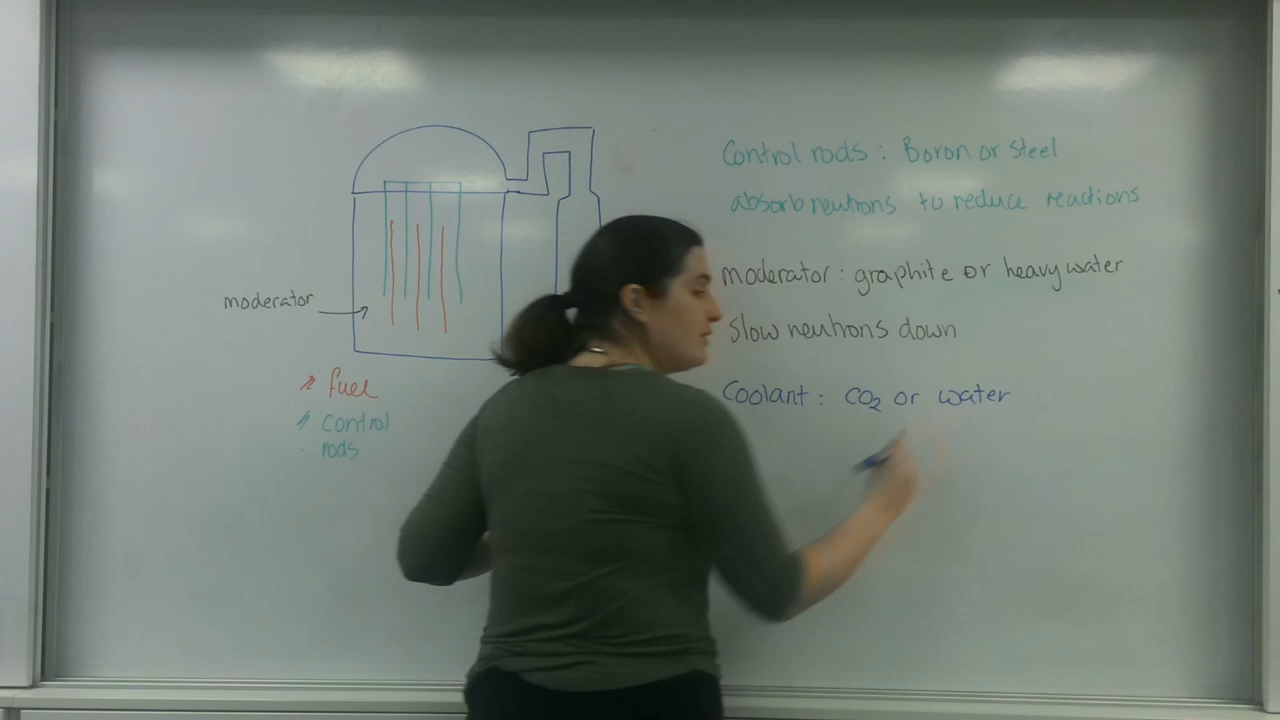 Control rods : Boron or steel
absorb neutrons to reduce reactions
moderator : graphite or heavy water
slow neutrons down
Coolant : CO₂ or water
moderator
fuel
control
rods